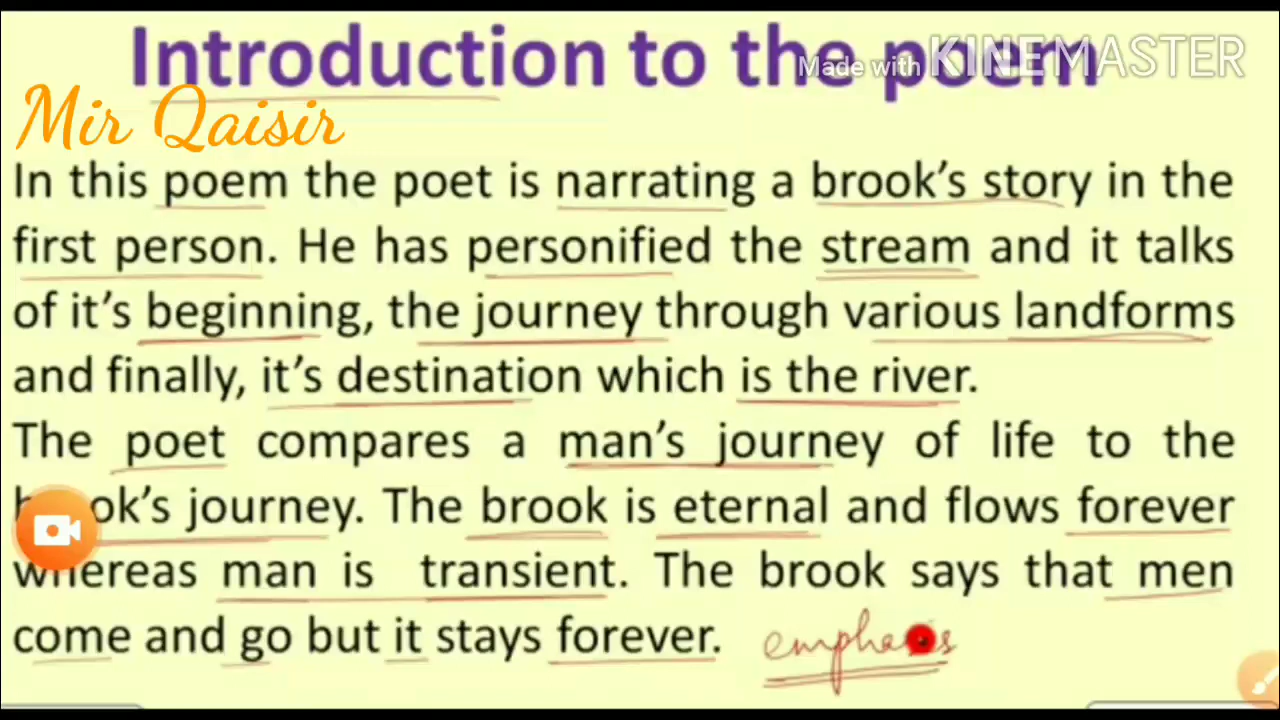 Introduction to the poem
Made with KINEMASTER
Mir Qaisir
In this poem the poet is narrating a brook's story in the
first person. He has personified the stream and it talks
of it's beginning, the journey through various landforms
and finally, it's destination which is the river.
The poet compares a man's journey of life to the
ok's journey. The brook is eternal and flows forever
whereas man is transient. The brook says that men
come and go but it stays forever.